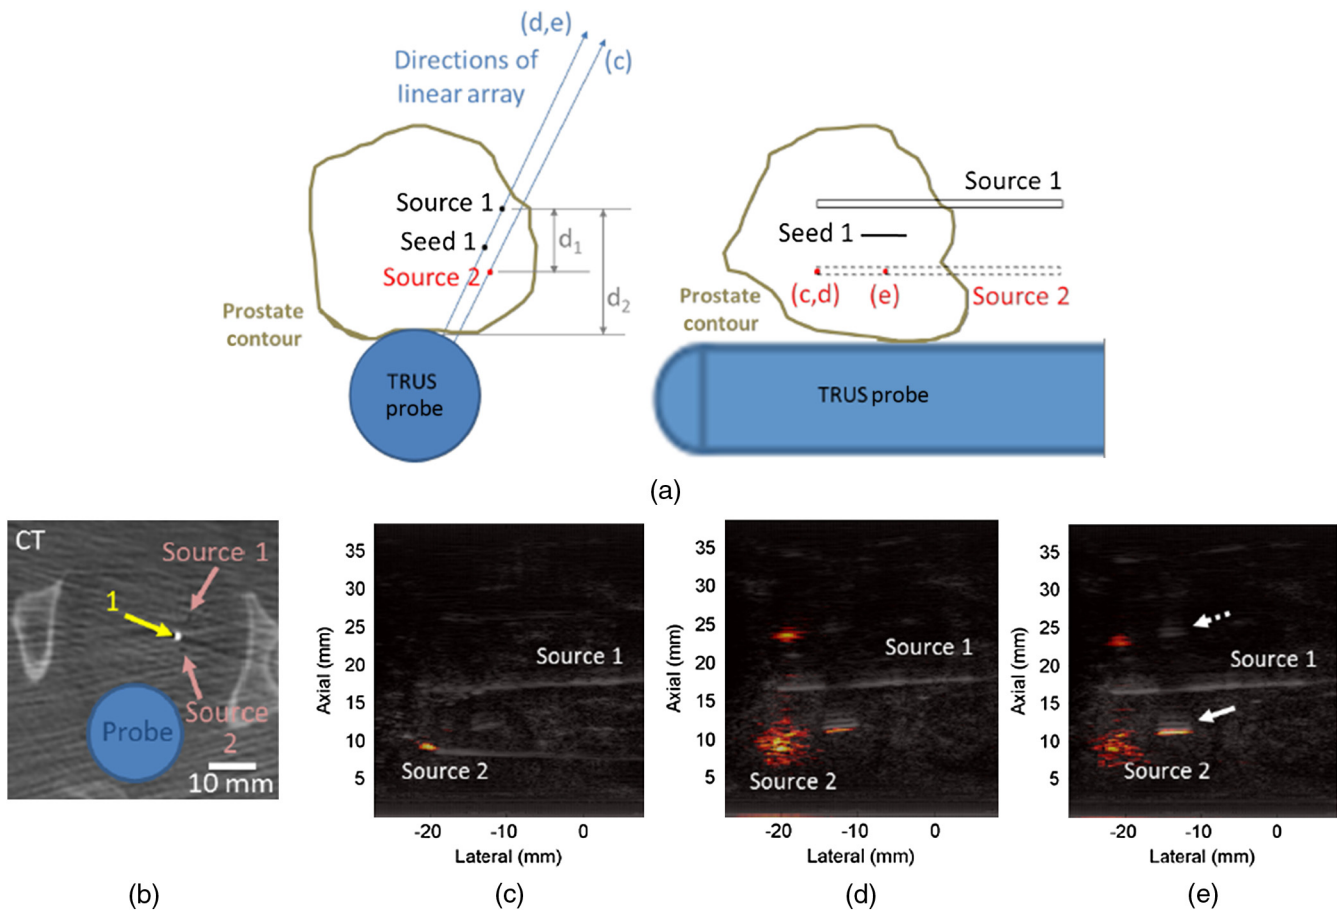 (d,e)
Directions of
linear array
(c)
Source 1
Seed 1
Source 2
d1
d2
Prostate
contour
TRUS
probe
Source 1
Seed 1
(c,d)
(e)
Source 2
Prostate
contour
TRUS probe
(a)
CT
Source 1
1
Source
2
Probe
10 mm
(b)
Axial (mm)
35
30
25
20
15
10
5
Source 1
Source 2
-20
-10
0
Lateral (mm)
(c)
Axial (mm)
35
30
25
20
15
10
5
Source 1
Source 2
-20
-10
0
Lateral (mm)
(d)
Axial (mm)
35
30
25
20
15
10
5
Source 1
Source 2
-20
-10
0
Lateral (mm)
(e)